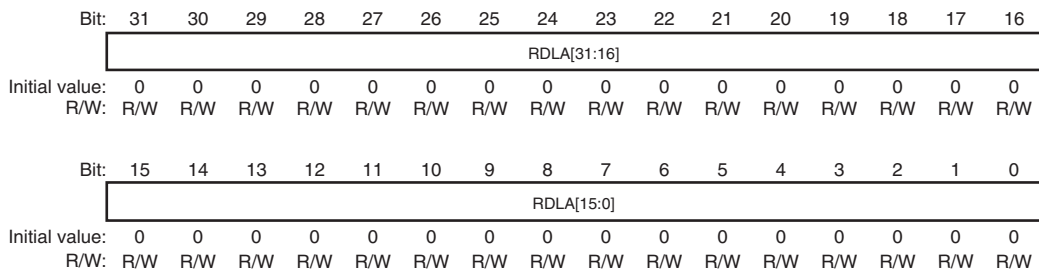 Bit: 31 30 29 28 27 26 25 24 23 22 21 20 19 18 17 16
RDLA[31:16]
Initial value: 0 0 0 0 0 0 0 0 0 0 0 0 0 0 0 0
R/W: R/W R/W R/W R/W R/W R/W R/W R/W R/W R/W R/W R/W R/W R/W R/W R/W
Bit: 15 14 13 12 11 10 9 8 7 6 5 4 3 2 1 0
RDLA[15:0]
Initial value: 0 0 0 0 0 0 0 0 0 0 0 0 0 0 0 0
R/W: R/W R/W R/W R/W R/W R/W R/W R/W R/W R/W R/W R/W R/W R/W R/W R/W